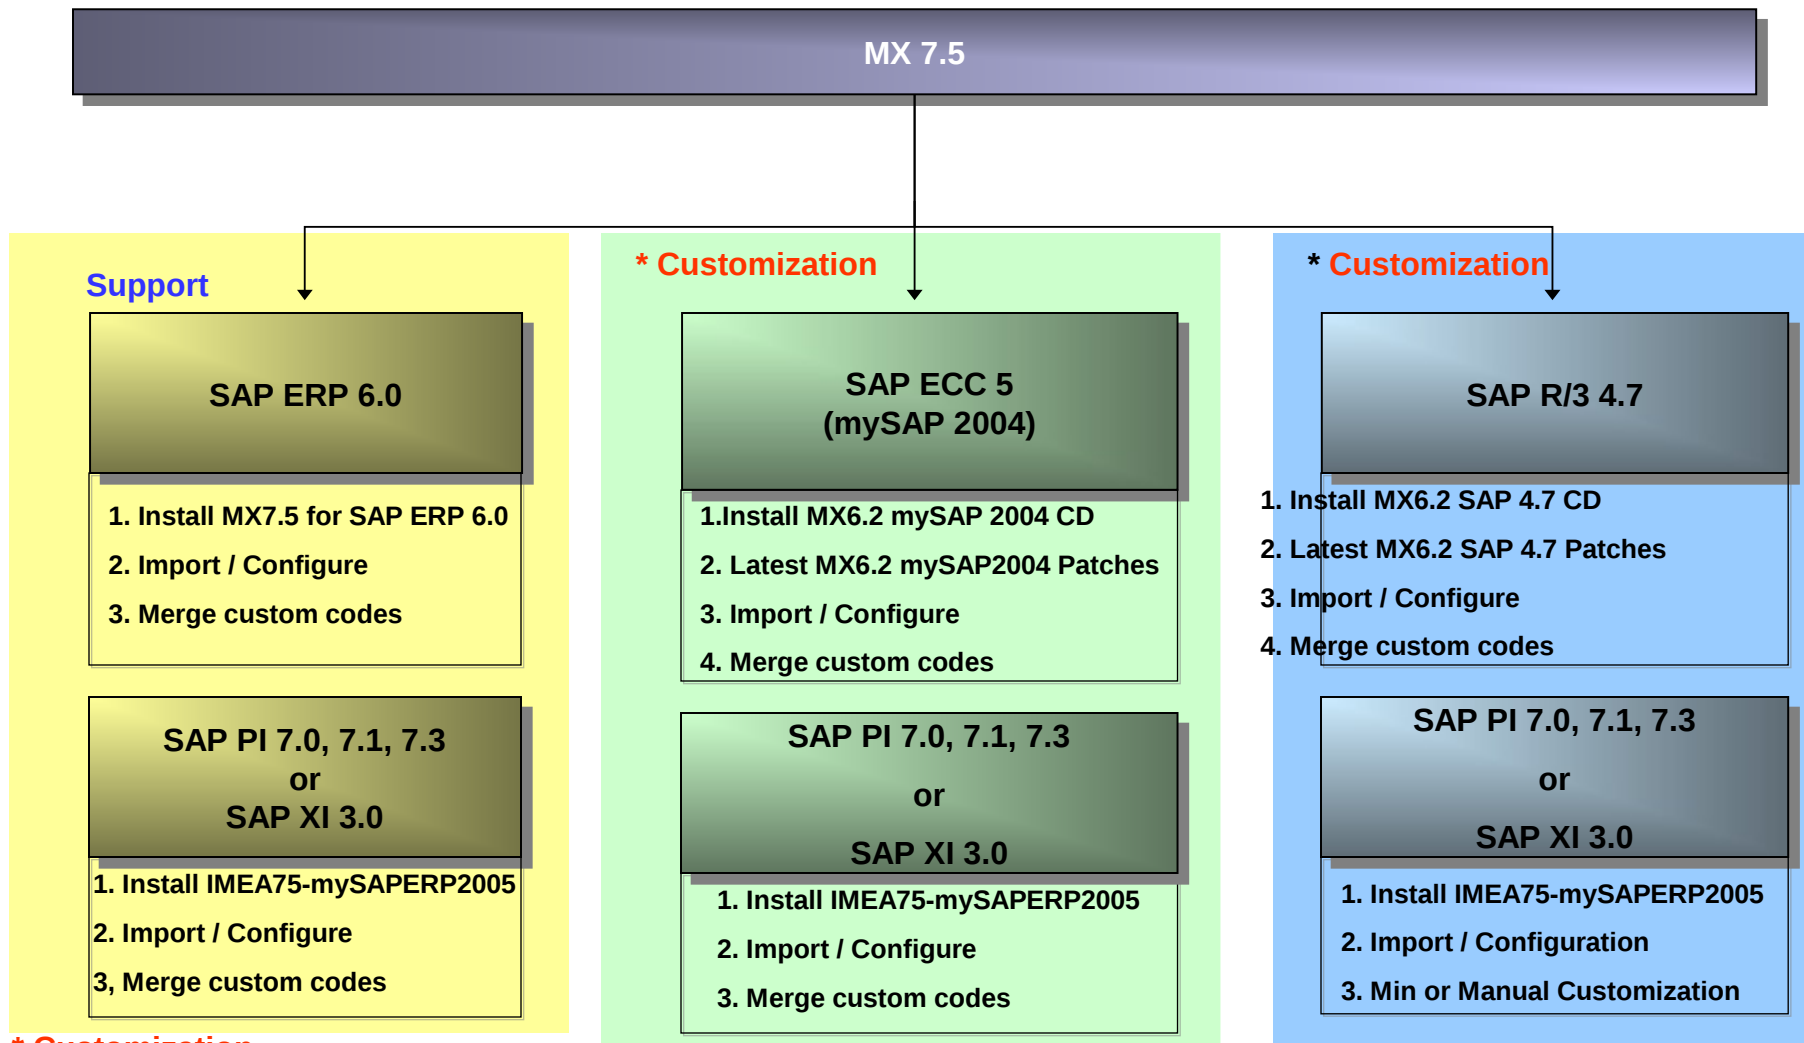 MX 7.5
Support
SAP ERP 6.0
1. Install MX7.5 for SAP ERP 6.0
2. Import / Configure
3. Merge custom codes
SAP PI 7.0, 7.1, 7.3
or
SAP XI 3.0
1. Install IMEA75-mySAPERP2005
2. Import / Configure
3, Merge custom codes
* Customization
* Customization
SAP ECC 5
(mySAP 2004)
1.Install MX6.2 mySAP 2004 CD
2. Latest MX6.2 mySAP2004 Patches
3. Import / Configure
4. Merge custom codes
SAP PI 7.0, 7.1, 7.3
or
SAP XI 3.0
1. Install IMEA75-mySAPERP2005
2. Import / Configure
3. Merge custom codes
* Customization
SAP R/3 4.7
1. Install MX6.2 SAP 4.7 CD
2. Latest MX6.2 SAP 4.7 Patches
3. Import / Configure
4. Merge custom codes
SAP PI 7.0, 7.1, 7.3
or
SAP XI 3.0
1. Install IMEA75-mySAPERP2005
2. Import / Configuration
3. Min or Manual Customization